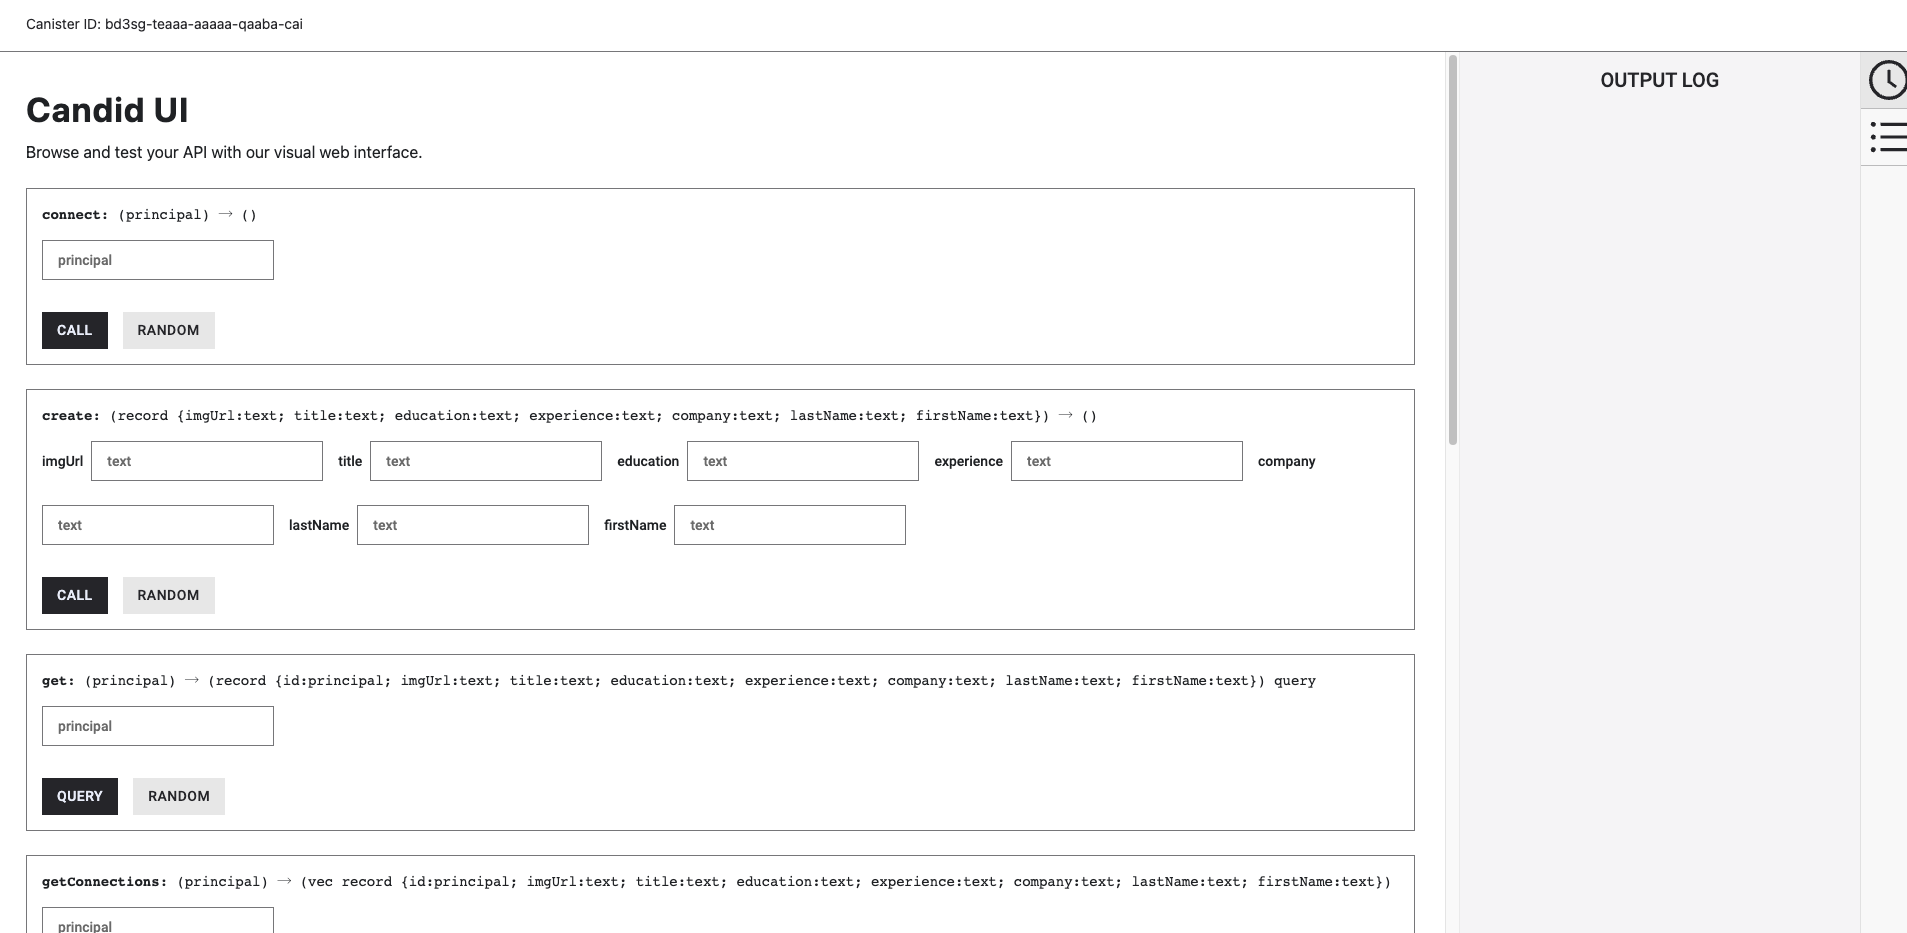 Canister ID: bd3sg-teaaa-aaaaa-qaaba-cai
OUTPUT LOG
Candid UI
Browse and test your API with our visual web interface.
connect: (principal) → ()
principal
CALL RANDOM
create: (record {imgUrl:text; title:text; education:text; experience:text; company:text; lastName:text; firstName:text}) → ()
imgUrl text title text education text experience text company
text lastName text firstName text
CALL RANDOM
get: (principal) → (record {id:principal; imgUrl:text; title:text; education:text; experience:text; company:text; lastName:text; firstName:text}) query
principal
QUERY RANDOM
getConnections: (principal) → (vec record {id:principal; imgUrl:text; title:text; education:text; experience:text; company:text; lastName:text; firstName:text})
principal